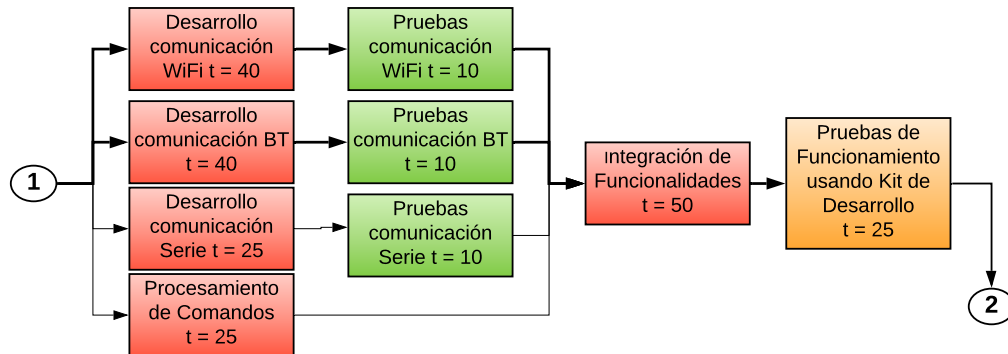 1
Desarrollo
comunicación
WiFi t = 40
Pruebas
comunicación
WiFi t = 10
Desarrollo
comunicación BT
t = 40
Pruebas
comunicación BT
t = 10
Desarrollo
comunicación
Serie t = 25
Pruebas
comunicación
Serie t = 10
Procesamiento
de Comandos
t = 25
Integración de
Funcionalidades
t = 50
Pruebas de
Funcionamiento
usando Kit de
Desarrollo
t = 25
2